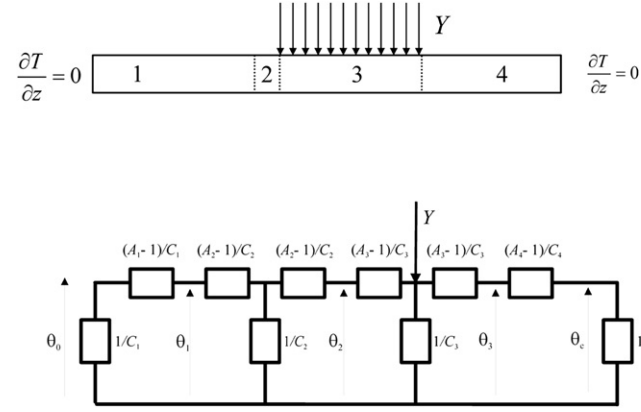 Y
∂T/∂z = 0 1 2 3 4 ∂T/∂z = 0
Y
(A₁- 1)/C₁ (A₂- 1)/C₂ (A₂- 1)/C₂ (A₃- 1)/C₃ (A₃- 1)/C₃ (A₄- 1)/C₄
θ₀ 1/C₁ θ₁ 1/C₂ θ₂ 1/C₃ θ₃ θc